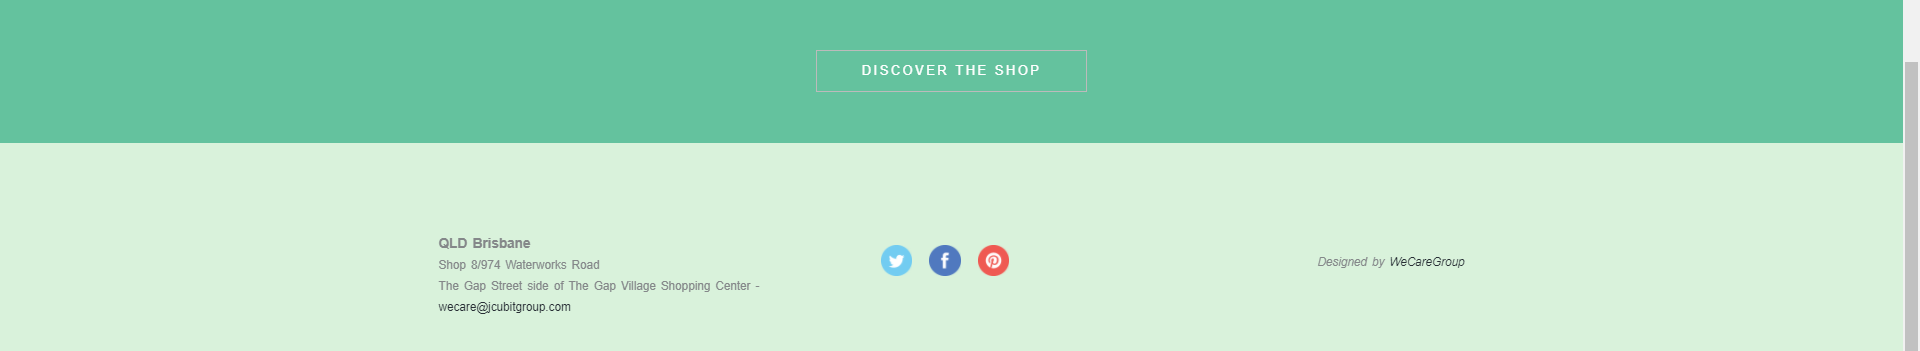 DISCOVER THE SHOP
QLD Brisbane
Shop 8/974 Waterworks Road
The Gap Street side of The Gap Village Shopping Center -
wecare@jcubitgroup.com
Designed by WeCareGroup